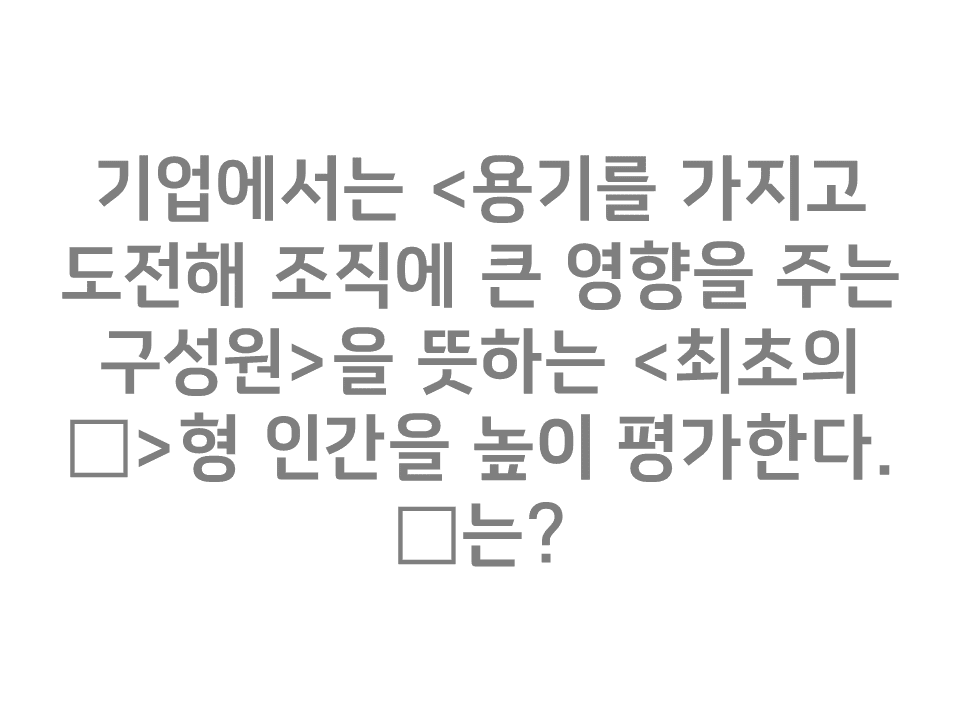 기업에서는 <용기를 가지고
도전해 조직에 큰 영향을 주는
구성원>을 뜻하는 <최초의
□>형 인간을 높이 평가한다.
□는?